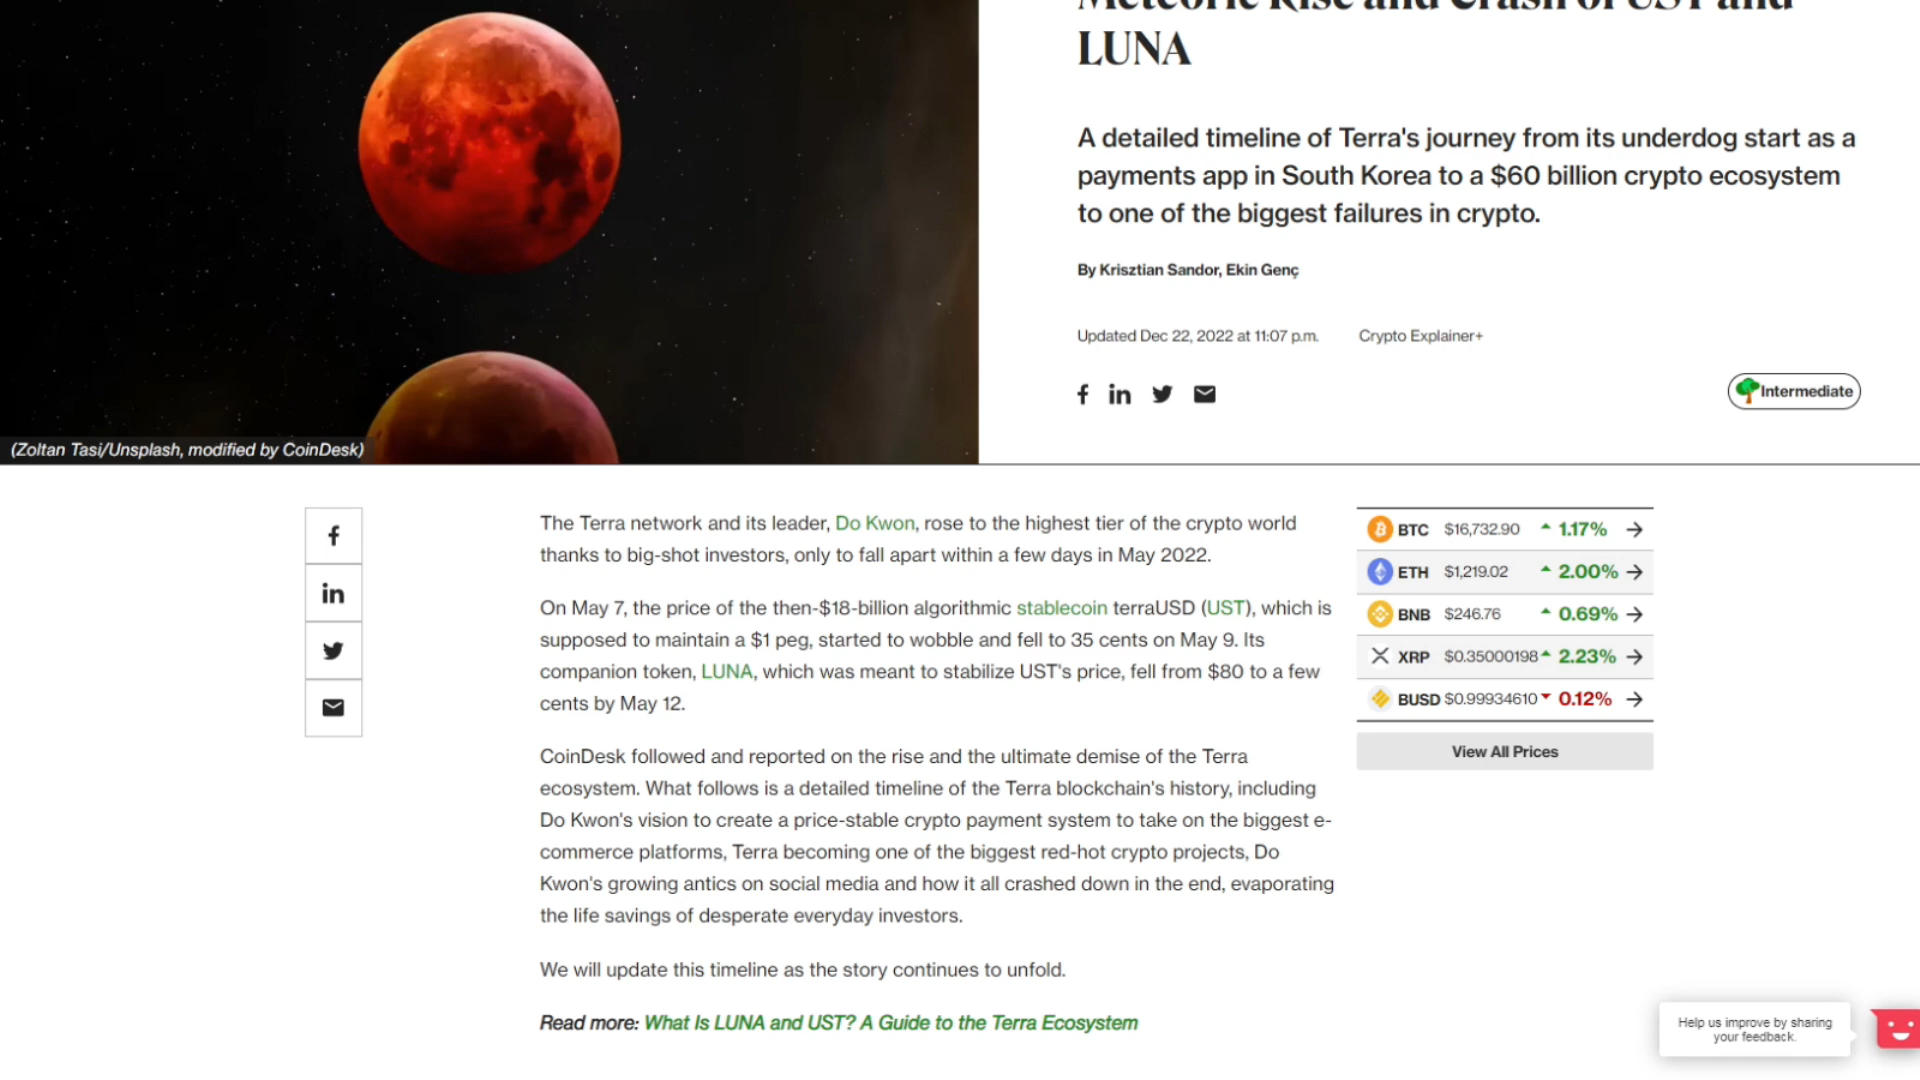 Meteoric Rise and Crash of UST and
LUNA
A detailed timeline of Terra's journey from its underdog start as a
payments app in South Korea to a $60 billion crypto ecosystem
to one of the biggest failures in crypto.
By Krisztian Sandor, Ekin Genç
Updated Dec 22, 2022 at 11:07 p.m.
Crypto Explainer+
Intermediate
(Zoltan Tasi/Unsplash, modified by CoinDesk)
The Terra network and its leader, Do Kwon, rose to the highest tier of the crypto world
thanks to big-shot investors, only to fall apart within a few days in May 2022.
On May 7, the price of the then-$18-billion algorithmic stablecoin terraUSD (UST), which is
supposed to maintain a $1 peg, started to wobble and fell to 35 cents on May 9. Its
companion token, LUNA, which was meant to stabilize UST's price, fell from $80 to a few
cents by May 12.
CoinDesk followed and reported on the rise and the ultimate demise of the Terra
ecosystem. What follows is a detailed timeline of the Terra blockchain's history, including
Do Kwon's vision to create a price-stable crypto payment system to take on the biggest e-
commerce platforms, Terra becoming one of the biggest red-hot crypto projects, Do
Kwon's growing antics on social media and how it all crashed down in the end, evaporating
the life savings of desperate everyday investors.
We will update this timeline as the story continues to unfold.
Read more: What Is LUNA and UST? A Guide to the Terra Ecosystem
BTC $16,732.90 1.17%
ETH $1,219.02 2.00%
BNB $246.76 0.69%
XRP $0.35000198 2.23%
BUSD $0.99934610 0.12%
View All Prices
Help us improve by sharing
your feedback.